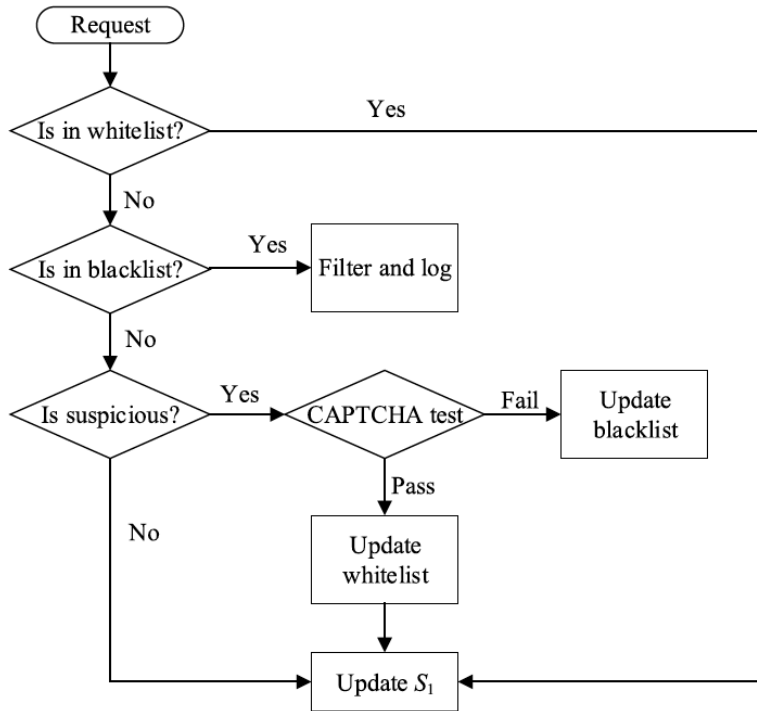 Request
Is in whitelist?
Yes
No
Is in blacklist?
Yes
Filter and log
No
Is suspicious?
Yes
CAPTCHA test
Fail
Update
blacklist
Pass
No
Update
whitelist
Update S₁